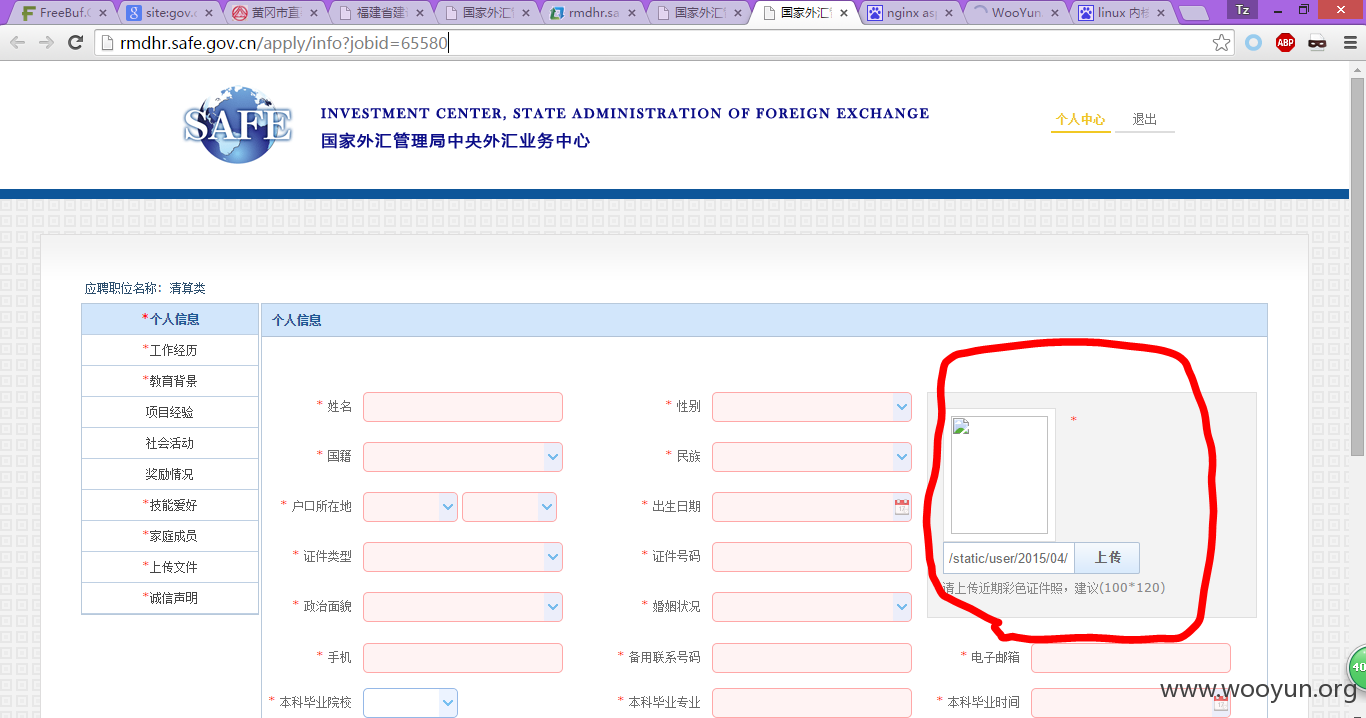 FreeBuf.C
site:gov.c
黄冈市直
福建省建
国家外汇
rmdhr.sa
国家外汇
国家外汇
nginx asp
WooYun.
linux 内核
Tz
rmdhr.safe.gov.cn/apply/info?jobid=65580
ABP
SAFE
INVESTMENT CENTER, STATE ADMINISTRATION OF FOREIGN EXCHANGE
国家外汇管理局中央外汇业务中心
个人中心 退出
应聘职位名称：清算类
*个人信息
*工作经历
*教育背景
项目经验
社会活动
奖励情况
*技能爱好
*家庭成员
*上传文件
*诚信声明
个人信息
* 姓名 * 性别 *
* 国籍 * 民族
* 户口所在地 * 出生日期
* 证件类型 * 证件号码
/static/user/2015/04/ 上传
请上传近期彩色证件照，建议(100*120)
* 政治面貌 * 婚姻状况
* 手机 * 备用联系号码 * 电子邮箱
* 本科毕业院校 * 本科毕业专业 * 本科毕业时间
40
www.wooyun.org